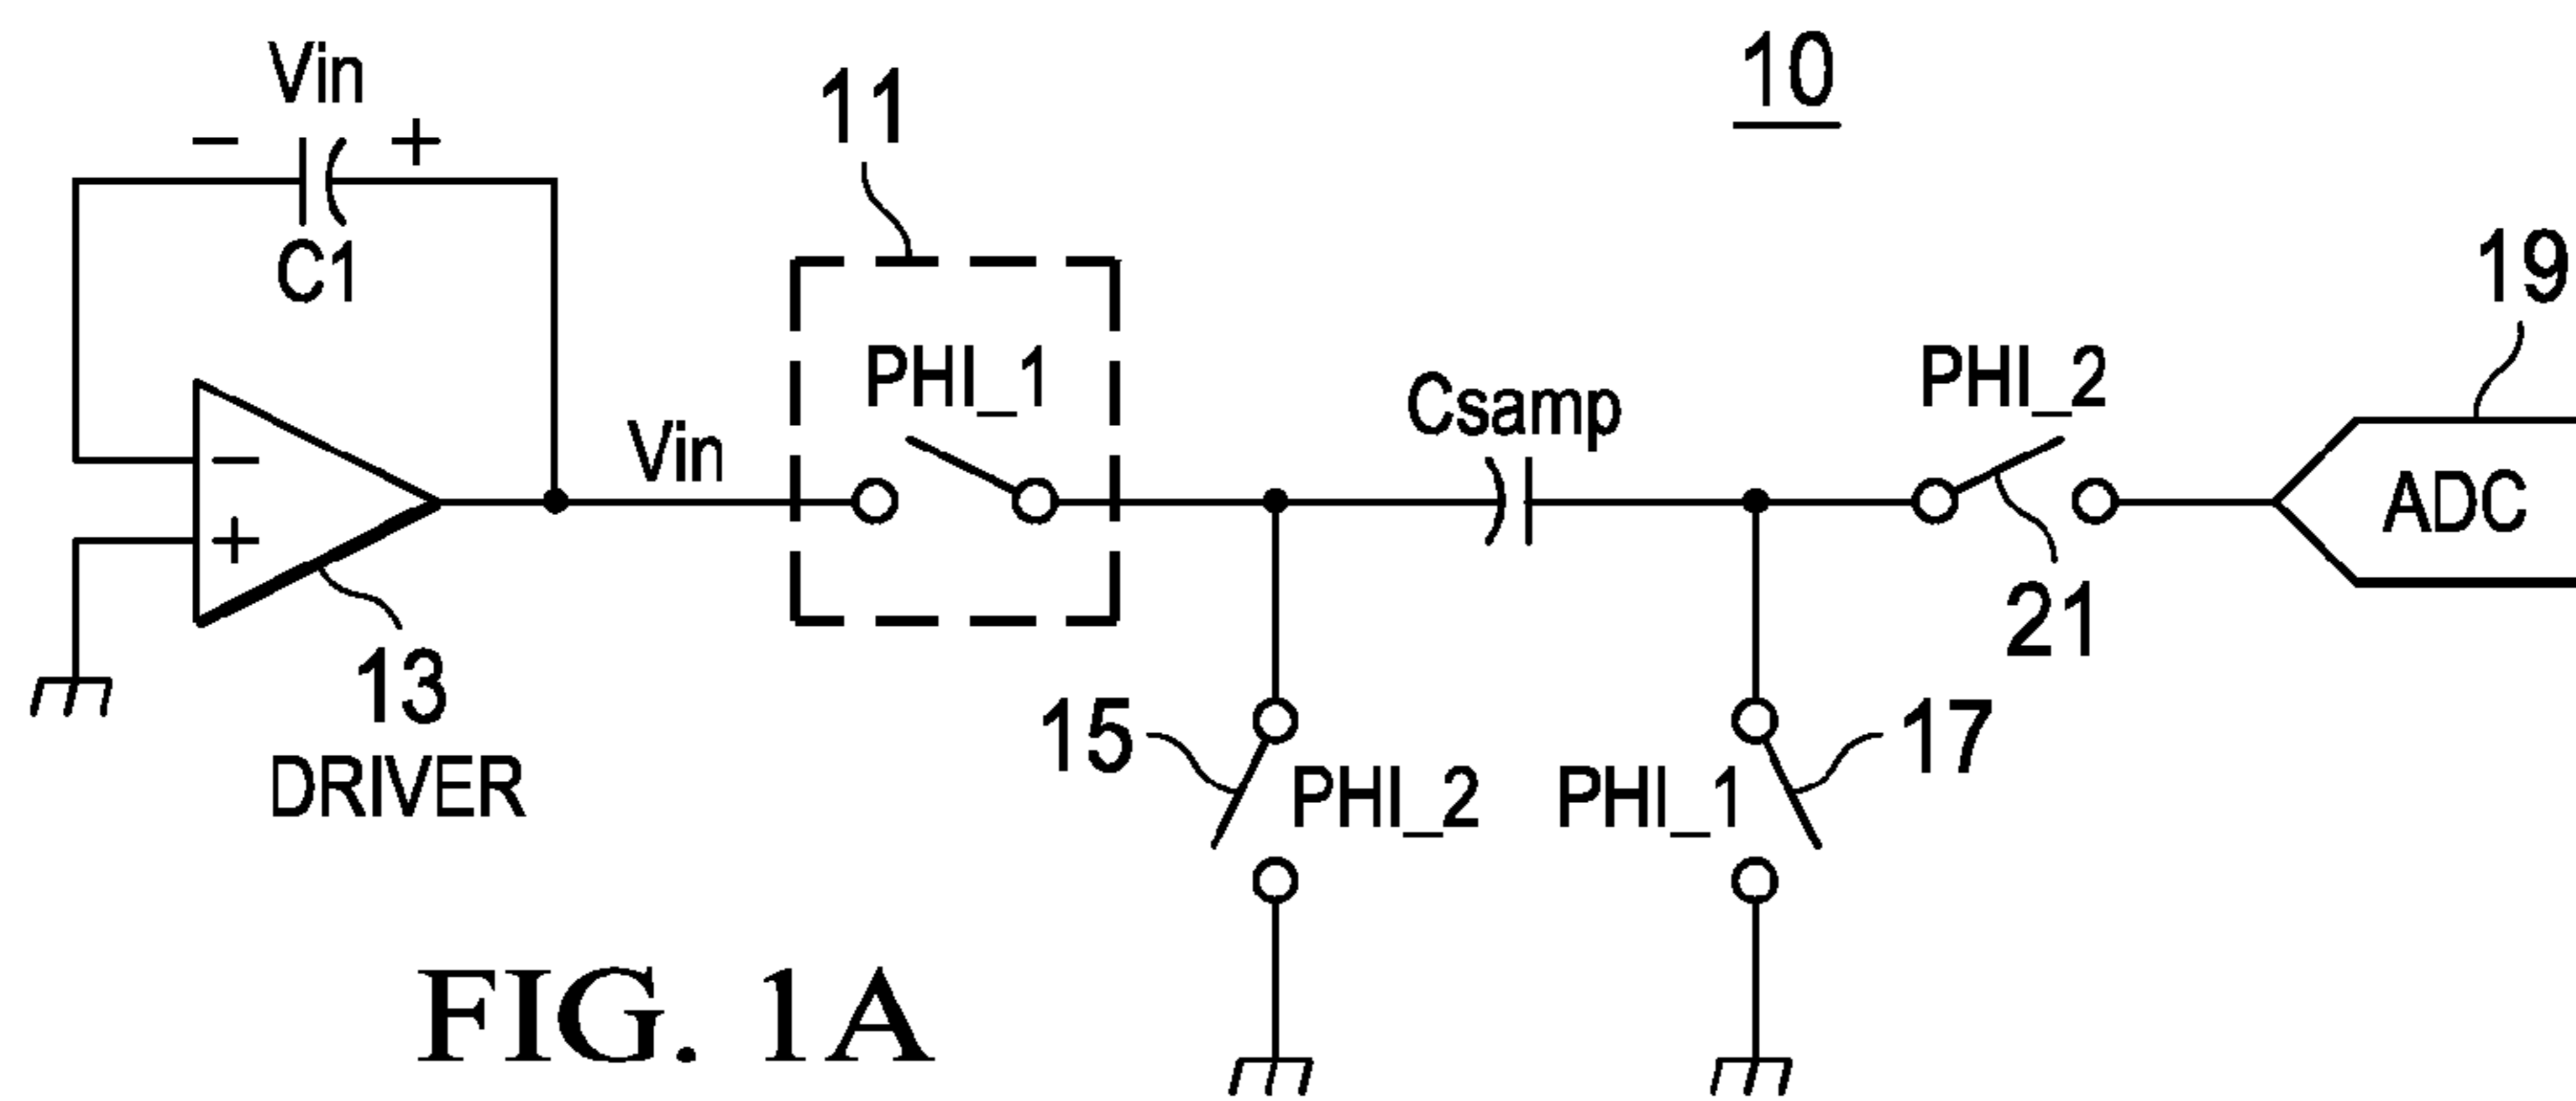 Vin
− +
C1
−
+
13
DRIVER
Vin
11
PHI_1
10
Csamp
PHI_2
21
19
ADC
15
PHI_2
PHI_1
17
FIG. 1A